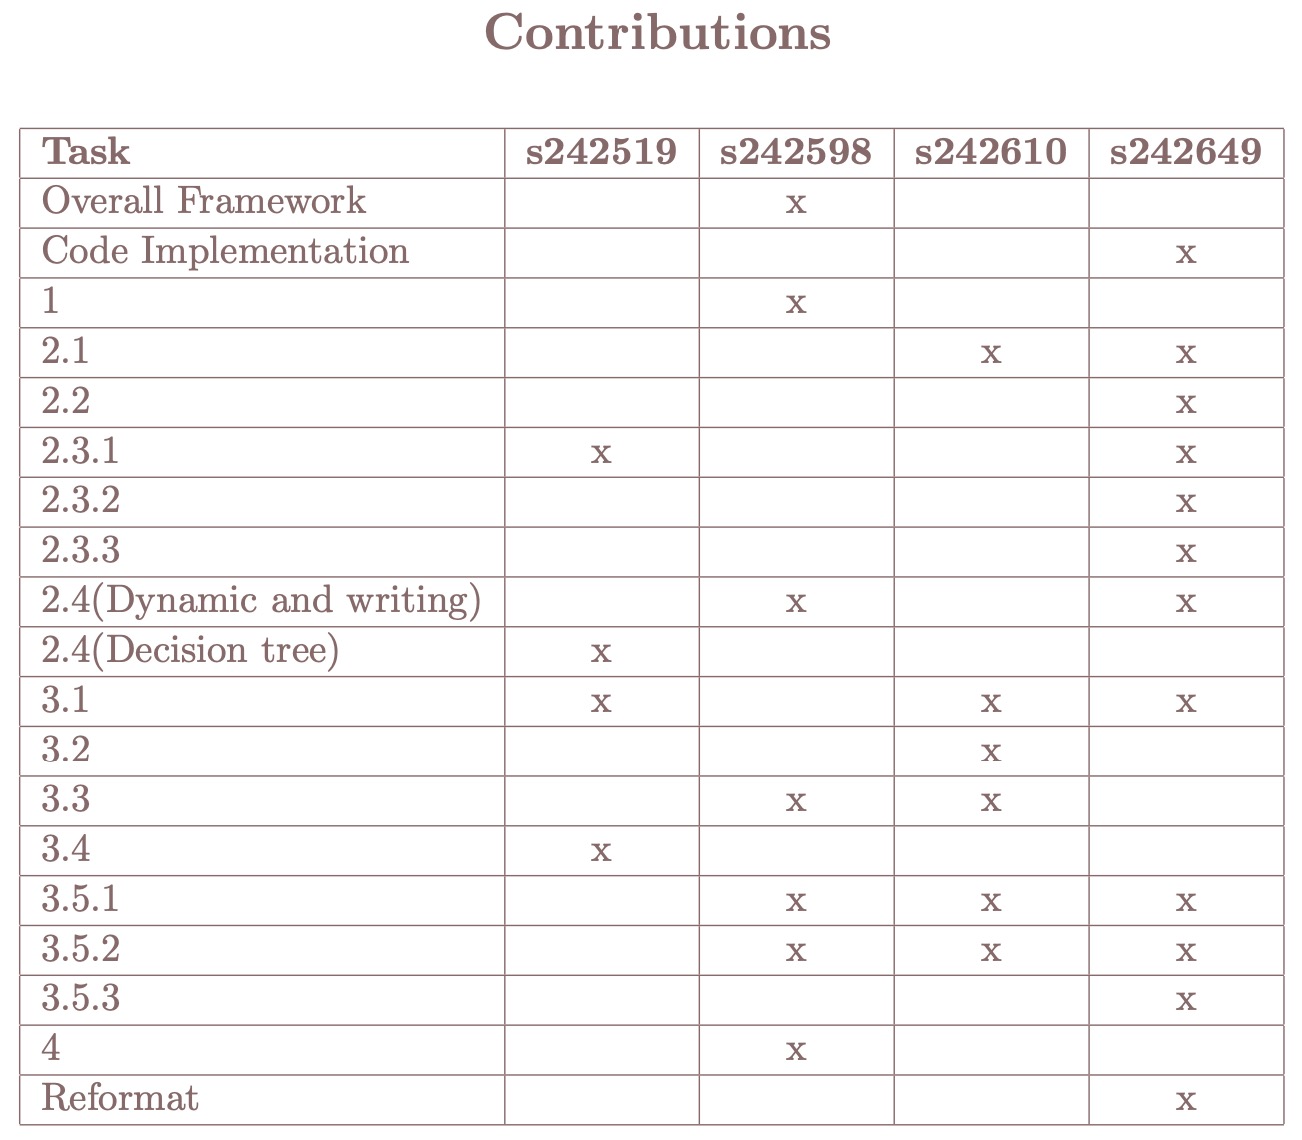 Contributions
Task s242519 s242598 s242610 s242649
Overall Framework x
Code Implementation x
1 x
2.1 x x
2.2 x
2.3.1 x x
2.3.2 x
2.3.3 x
2.4(Dynamic and writing) x x
2.4(Decision tree) x
3.1 x x x
3.2 x
3.3 x x
3.4 x
3.5.1 x x x
3.5.2 x x x
3.5.3 x
4 x
Reformat x